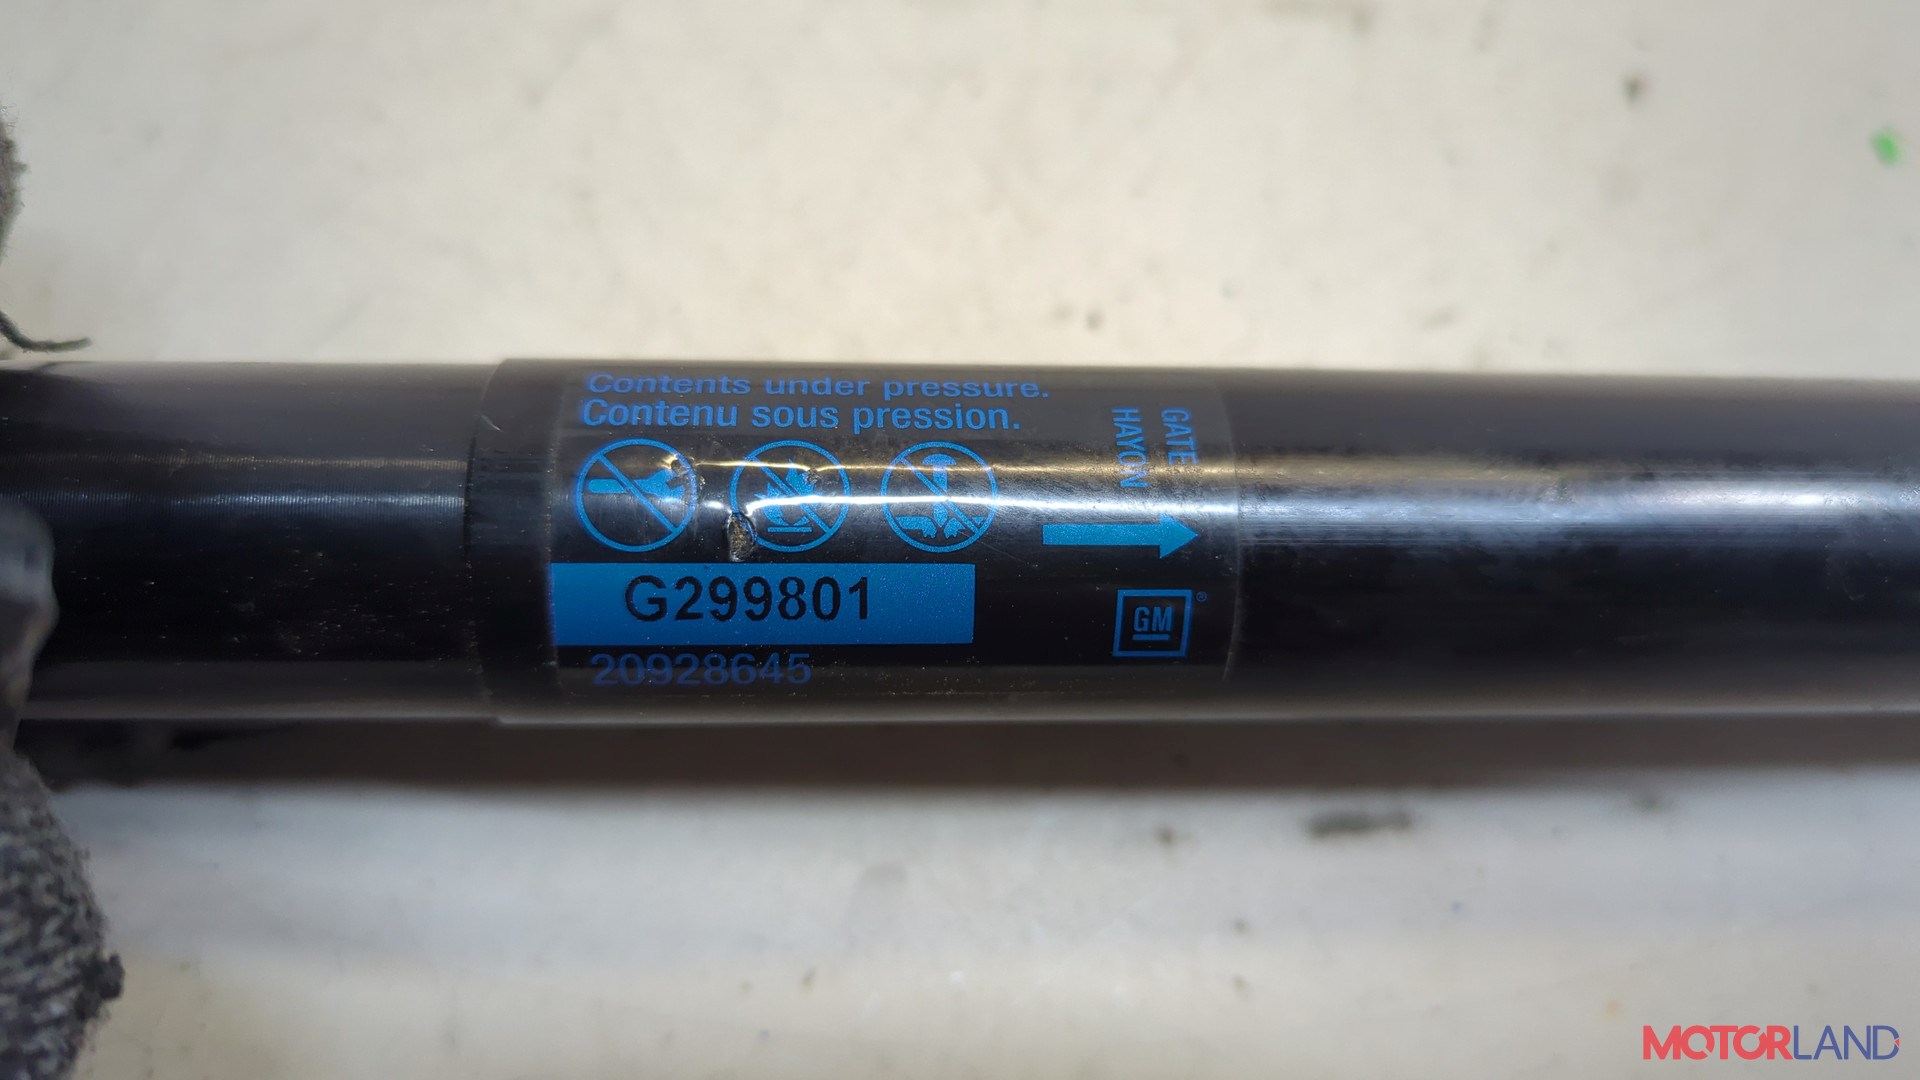 Contents under pressure.
Contenu sous pression.
GATE
HAYON
G299801
GM
®
20928645
MOTORLAND